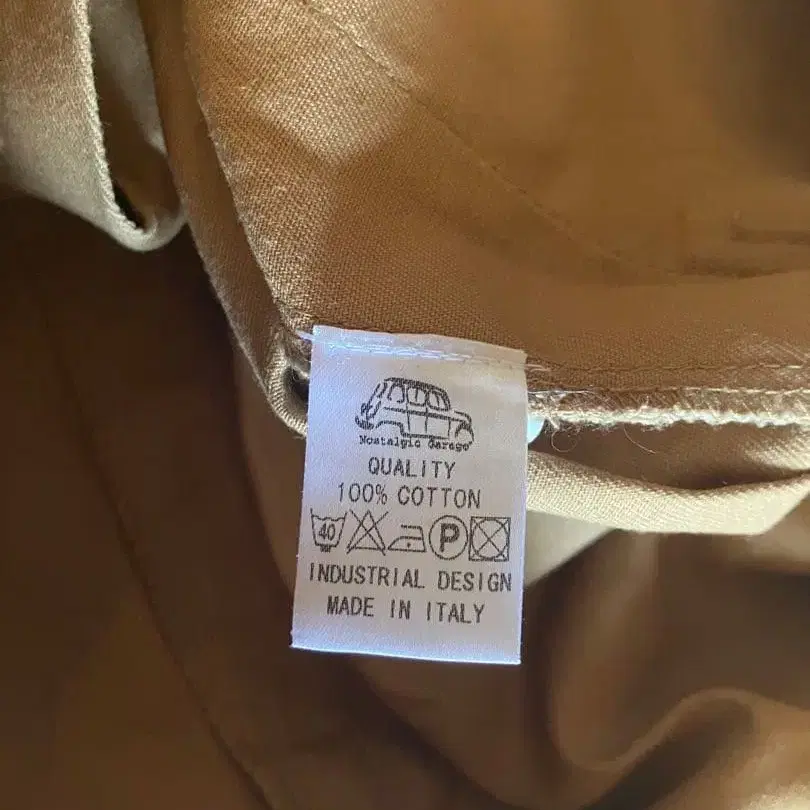 Nostalgic Garage
QUALITY
100% COTTON
40 P
INDUSTRIAL DESIGN
MADE IN ITALY